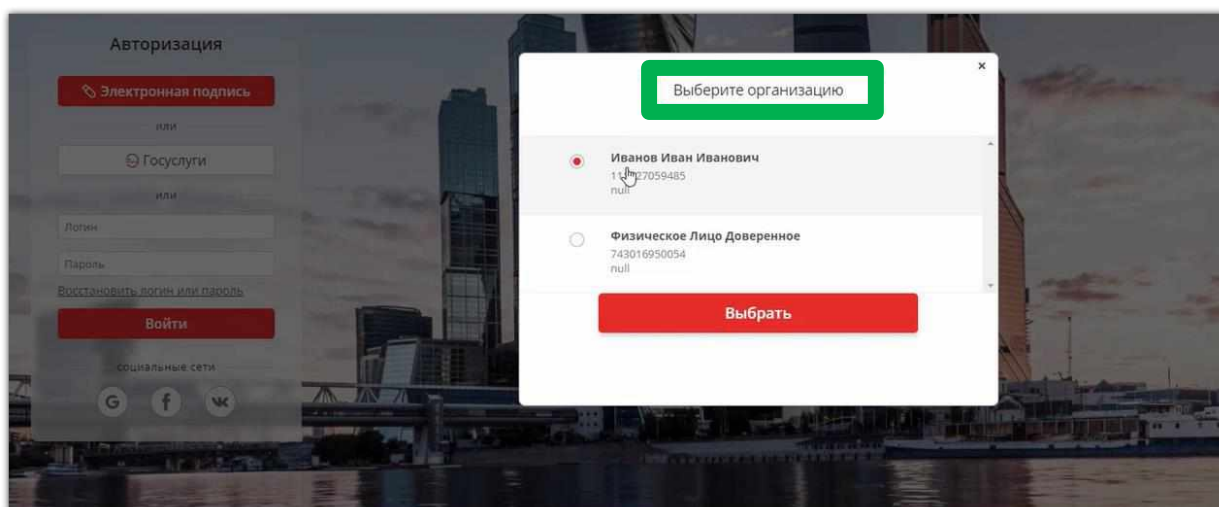 Авторизация
Электронная подпись
или
Госуслуги
или
Логин
Пароль
Восстановить логин или пароль
Войти
социальные сети
G f
Выберите организацию
×
Иванов Иван Иванович
null
Физическое Лицо Доверенное
743016950054
null
Выбрать